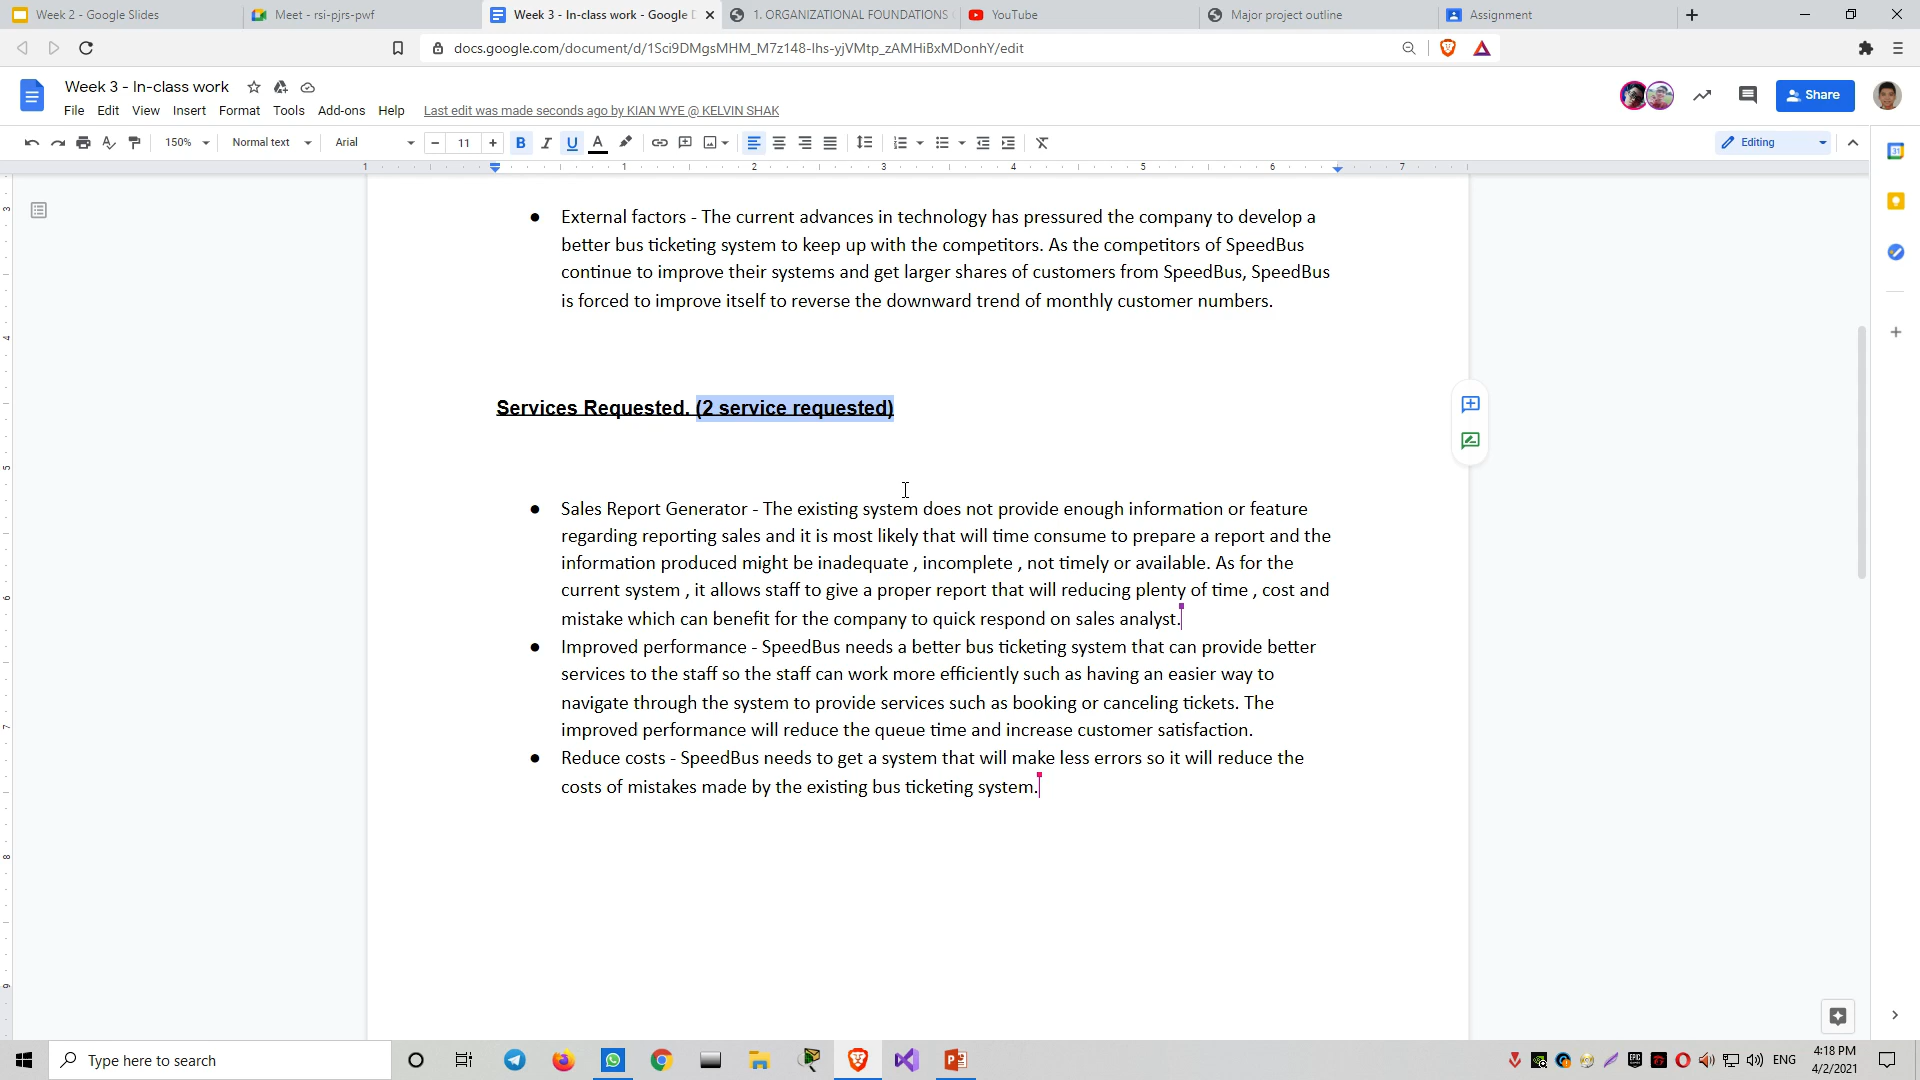 Week 2 - Google Slides
Meet - rsi-pjrs-pwf
Week 3 - In-class work - Google D
1. ORGANIZATIONAL FOUNDATIONS
YouTube
Major project outline
Assignment
docs.google.com/document/d/1Sci9DMgsMHM_M7z148-lhs-yjVMtp_zAMHiBxMDonhY/edit
Week 3 - In-class work
Share
File Edit View Insert Format Tools Add-ons Help Last edit was made seconds ago by KIAN WYE @ KELVIN SHAK
150% Normal text Arial 11 B I U A Editing
1 1 2 3 4 5 6 7
3
4
5
6
7
8
9
● External factors - The current advances in technology has pressured the company to develop a
better bus ticketing system to keep up with the competitors. As the competitors of SpeedBus
continue to improve their systems and get larger shares of customers from SpeedBus, SpeedBus
is forced to improve itself to reverse the downward trend of monthly customer numbers.
Services Requested. (2 service requested)
● Sales Report Generator - The existing system does not provide enough information or feature
regarding reporting sales and it is most likely that will time consume to prepare a report and the
information produced might be inadequate , incomplete , not timely or available. As for the
current system , it allows staff to give a proper report that will reducing plenty of time , cost and
mistake which can benefit for the company to quick respond on sales analyst.
● Improved performance - SpeedBus needs a better bus ticketing system that can provide better
services to the staff so the staff can work more efficiently such as having an easier way to
navigate through the system to provide services such as booking or canceling tickets. The
improved performance will reduce the queue time and increase customer satisfaction.
● Reduce costs - SpeedBus needs to get a system that will make less errors so it will reduce the
costs of mistakes made by the existing bus ticketing system.
Type here to search
ENG
4:18 PM
4/2/2021